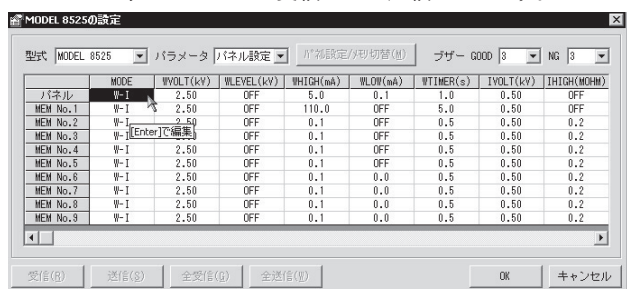 MODEL 8525の設定
型式 MODEL 8525 パラメータ パネル設定 パネル設定/メモリ切替(M) ブザー GOOD 3 NG 3
MODE WVOLT(kV) WLEVEL(kV) WHIGH(mA) WLOW(mA) WTIMER(s) IVOLT(kV) IHIGH(MOHM)
パネル W-I 2.50 OFF 5.0 0.1 1.0 0.50 OFF
MEM No.1 W-I 2.50 OFF 110.0 OFF 5.0 0.50 OFF
MEM No.2 W-I 2.50 OFF 0.1 OFF 0.5 0.50 0.2
[Enter]で編集
MEM No.3 W-I OFF 0.1 OFF 0.5 0.50 0.2
MEM No.4 W-I 2.50 OFF 0.1 OFF 0.5 0.50 0.2
MEM No.5 W-I 2.50 OFF 0.1 OFF 0.5 0.50 0.2
MEM No.6 W-I 2.50 OFF 0.1 0.0 0.5 0.50 0.2
MEM No.7 W-I 2.50 OFF 0.1 0.0 0.5 0.50 0.2
MEM No.8 W-I 2.50 OFF 0.1 0.0 0.5 0.50 0.2
MEM No.9 W-I 2.50 OFF 0.1 0.0 0.5 0.50 0.2
受信(R) 送信(S) 全受信(Q) 全送信(W) OK キャンセル